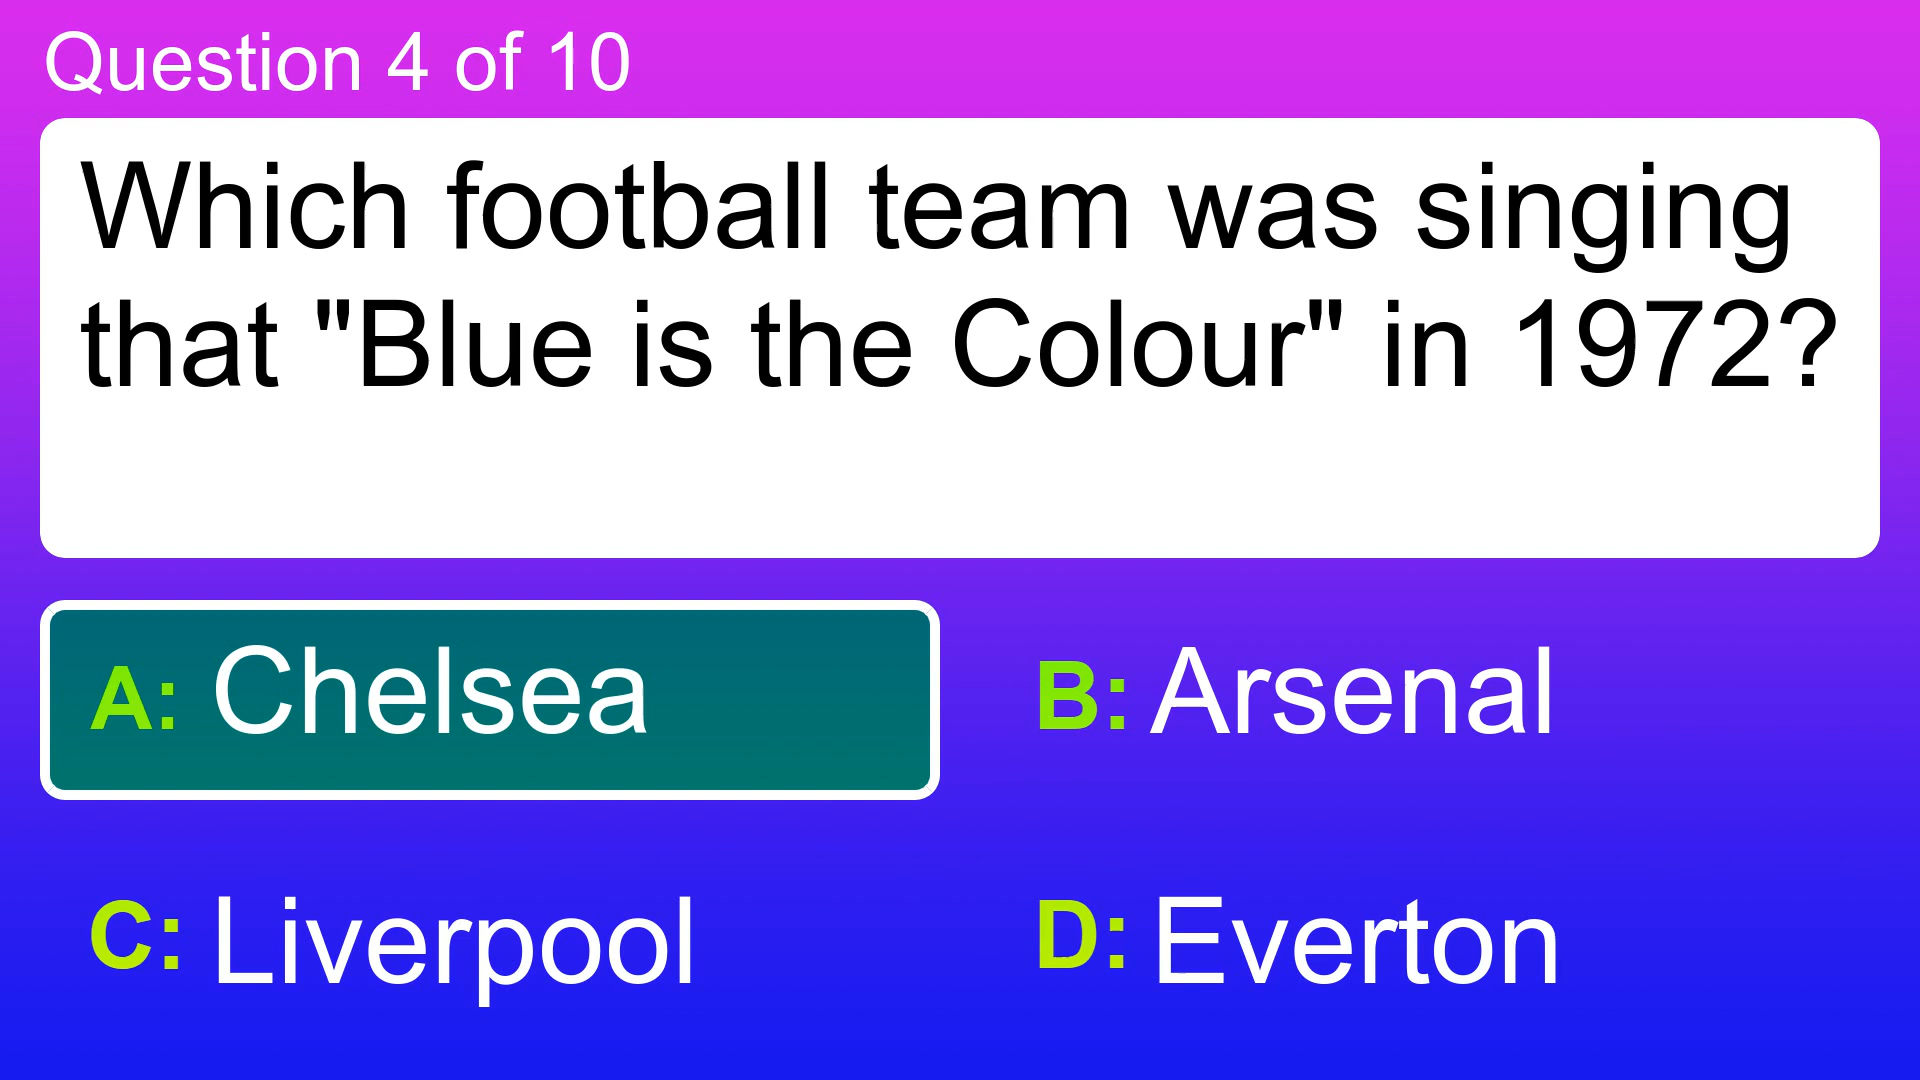 Question 4 of 10
Which football team was singing
that "Blue is the Colour" in 1972?
A: Chelsea
B: Arsenal
C: Liverpool
D: Everton